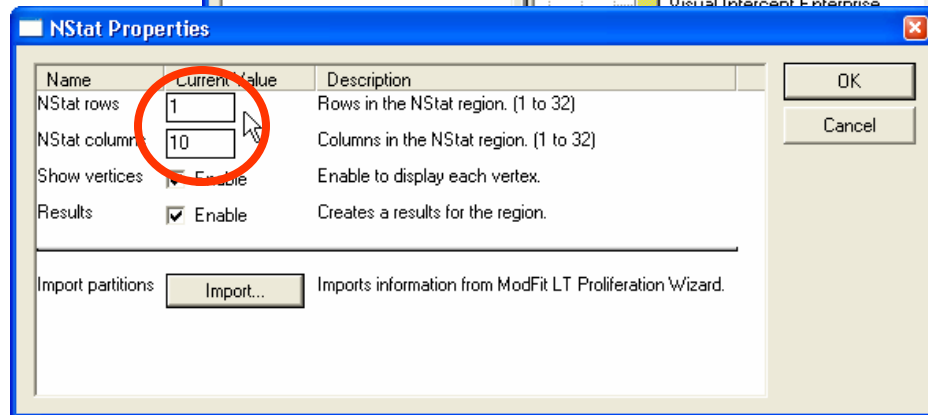 Visual Intercept Enterprise
NStat Properties
Name Current Value Description
NStat rows 1 Rows in the NStat region. (1 to 32)
NStat columns 10 Columns in the NStat region. (1 to 32)
Show vertices Enable Enable to display each vertex.
Results Enable Creates a results for the region.
Import partitions Import... Imports information from ModFit LT Proliferation Wizard.
OK
Cancel